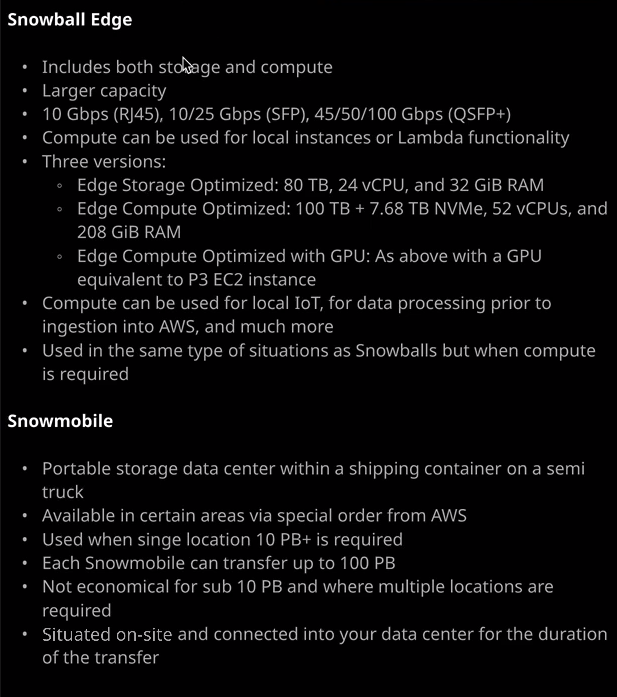 Snowball Edge
• Includes both storage and compute
• Larger capacity
• 10 Gbps (RJ45), 10/25 Gbps (SFP), 45/50/100 Gbps (QSFP+)
• Compute can be used for local instances or Lambda functionality
• Three versions:
◦ Edge Storage Optimized: 80 TB, 24 vCPU, and 32 GiB RAM
◦ Edge Compute Optimized: 100 TB + 7.68 TB NVMe, 52 vCPUs, and
208 GiB RAM
◦ Edge Compute Optimized with GPU: As above with a GPU
equivalent to P3 EC2 instance
• Compute can be used for local IoT, for data processing prior to
ingestion into AWS, and much more
• Used in the same type of situations as Snowballs but when compute
is required
Snowmobile
• Portable storage data center within a shipping container on a semi
truck
• Available in certain areas via special order from AWS
• Used when singe location 10 PB+ is required
• Each Snowmobile can transfer up to 100 PB
• Not economical for sub 10 PB and where multiple locations are
required
• Situated on-site and connected into your data center for the duration
of the transfer